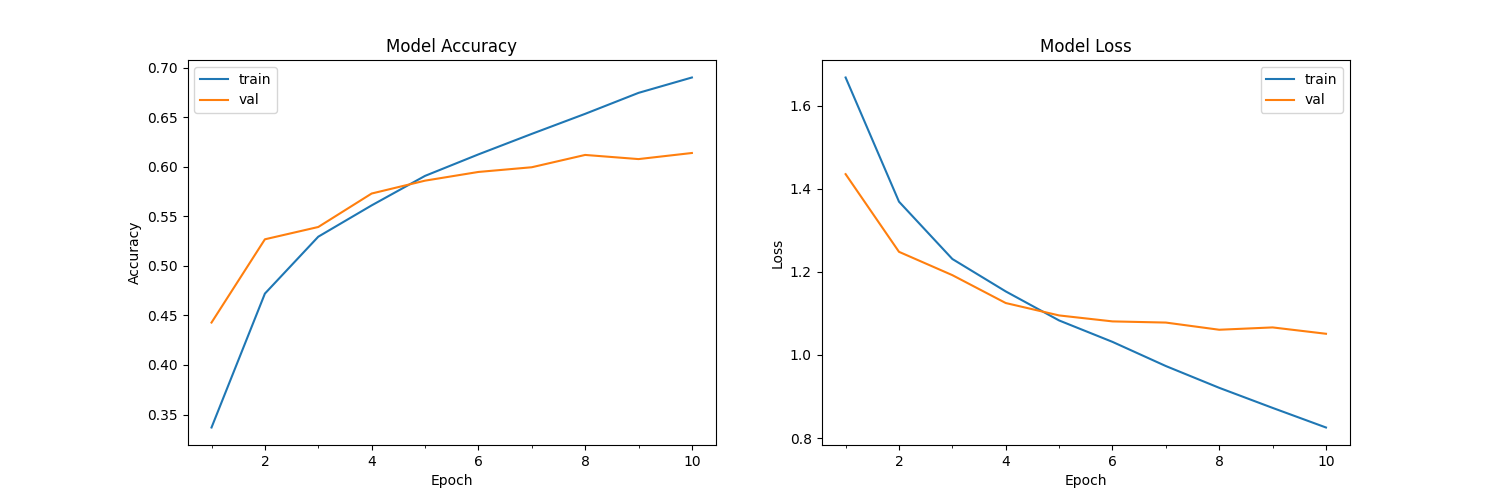 Model Accuracy
train
val
0.70
0.65
0.60
0.55
0.50
0.45
0.40
0.35
Accuracy
2 4 6 8 10
Epoch
Model Loss
train
val
1.6
1.4
1.2
1.0
0.8
Loss
2 4 6 8 10
Epoch